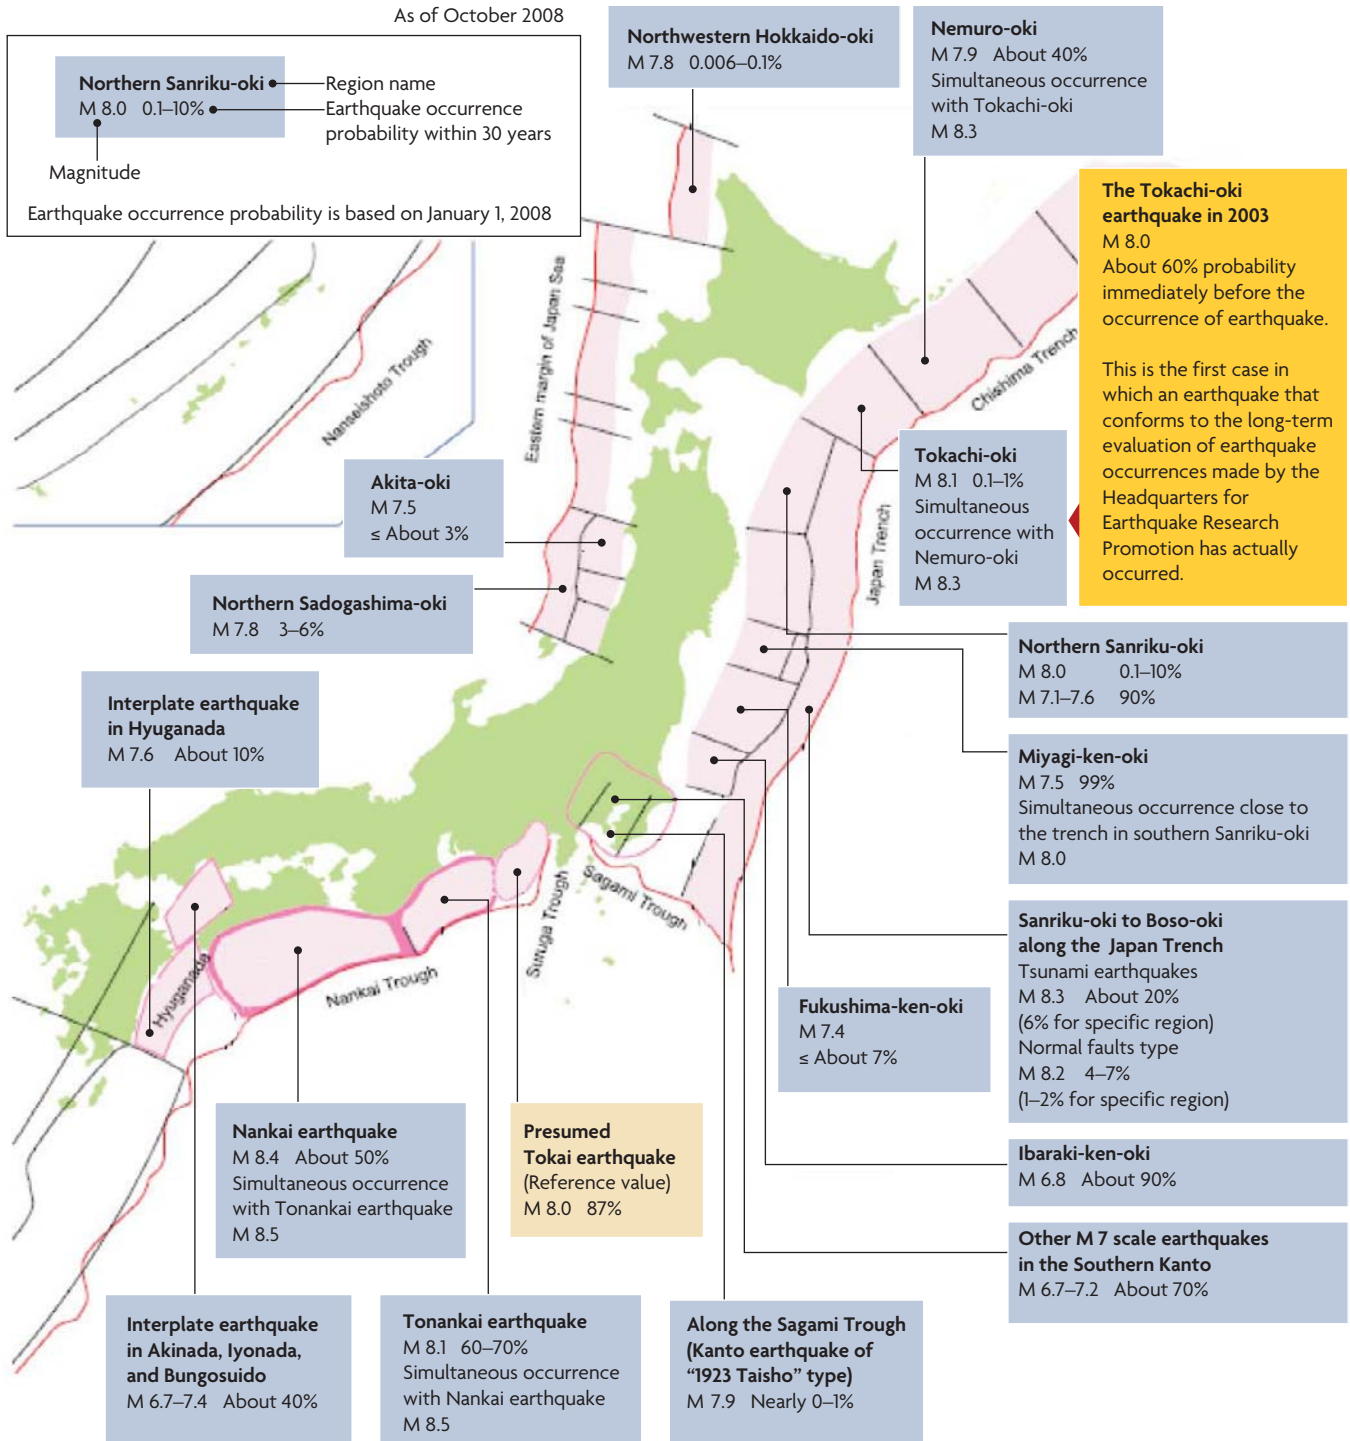 As of October 2008
Northern Sanriku-oki
M 8.0 0.1–10%
Region name
Earthquake occurrence
probability within 30 years
Magnitude
Earthquake occurrence probability is based on January 1, 2008
Northwestern Hokkaido-oki
M 7.8 0.006–0.1%
Nemuro-oki
M 7.9 About 40%
Simultaneous occurrence
with Tokachi-oki
M 8.3
The Tokachi-oki
earthquake in 2003
M 8.0
About 60% probability
immediately before the
occurrence of earthquake.
This is the first case in
which an earthquake that
conforms to the long-term
evaluation of earthquake
occurrences made by the
Headquarters for
Earthquake Research
Promotion has actually
occurred.
Nanseishoto Trough
Eastern margin of Japan Saa
Chishima Trench
Japan Trench
Tokachi-oki
M 8.1 0.1–1%
Simultaneous
occurrence with
Nemuro-oki
M 8.3
Akita-oki
M 7.5
≤ About 3%
Northern Sadogashima-oki
M 7.8 3–6%
Northern Sanriku-oki
M 8.0 0.1–10%
M 7.1–7.6 90%
Interplate earthquake
in Hyuganada
M 7.6 About 10%
Miyagi-ken-oki
M 7.5 99%
Simultaneous occurrence close to
the trench in southern Sanriku-oki
M 8.0
Sagami Trough
Suruga Trough
Nankai Trough
Hyuganada
Sanriku-oki to Boso-oki
along the Japan Trench
Tsunami earthquakes
M 8.3 About 20%
(6% for specific region)
Normal faults type
M 8.2 4–7%
(1–2% for specific region)
Fukushima-ken-oki
M 7.4
≤ About 7%
Nankai earthquake
M 8.4 About 50%
Simultaneous occurrence
with Tonankai earthquake
M 8.5
Presumed
Tokai earthquake
(Reference value)
M 8.0 87%
Ibaraki-ken-oki
M 6.8 About 90%
Other M 7 scale earthquakes
in the Southern Kanto
M 6.7–7.2 About 70%
Interplate earthquake
in Akinada, Iyonada,
and Bungosuido
M 6.7–7.4 About 40%
Tonankai earthquake
M 8.1 60–70%
Simultaneous occurrence
with Nankai earthquake
M 8.5
Along the Sagami Trough
(Kanto earthquake of
“1923 Taisho” type)
M 7.9 Nearly 0–1%